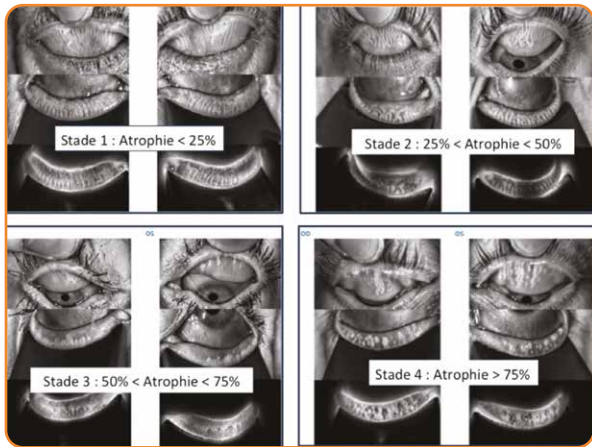 Stade 1 : Atrophie < 25%
Stade 2 : 25% < Atrophie < 50%
OS
OD
OS
Stade 3 : 50% < Atrophie < 75%
Stade 4 : Atrophie > 75%